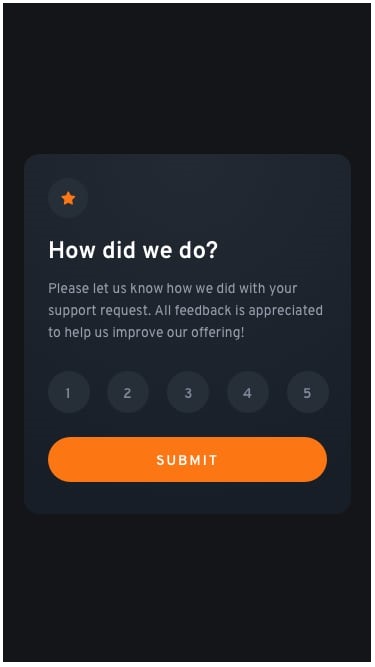 How did we do?
Please let us know how we did with your
support request. All feedback is appreciated
to help us improve our offering!
1 2 3 4 5
SUBMIT